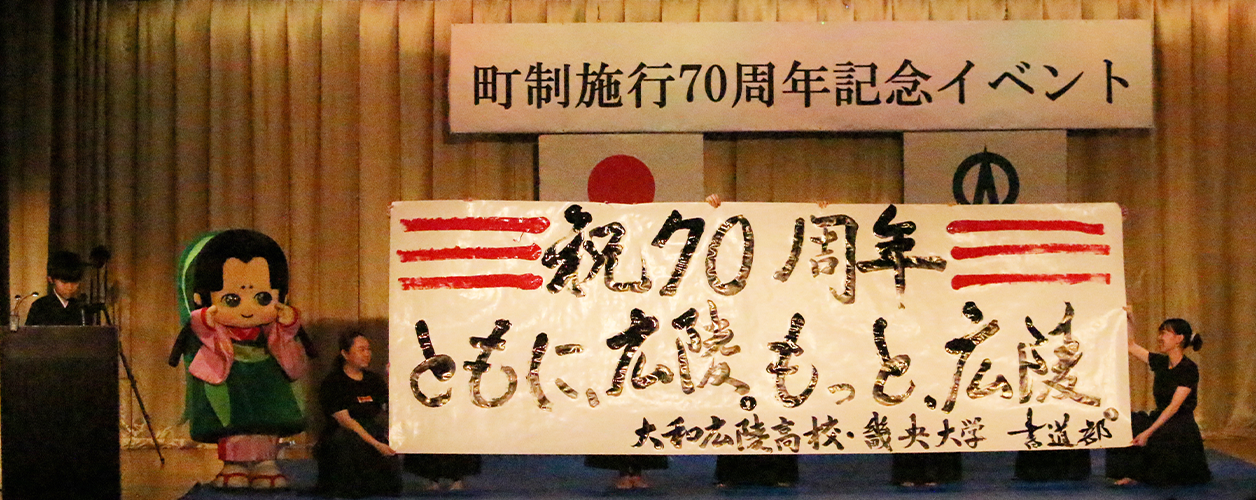 町制施行70周年記念イベント
祝70周年
ともに、広陵。もっと、広陵。
大和広陵高校・畿央大学 書道部